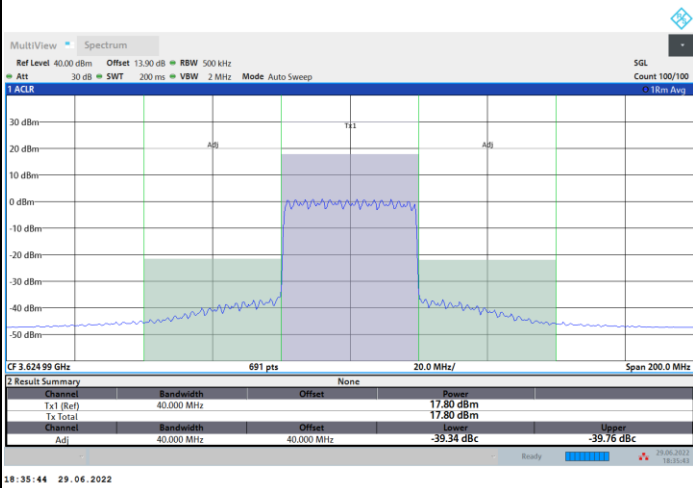 MultiView Spectrum
Ref Level 40.00 dBm Offset 13.90 dB RBW 500 kHz SGL
Att 30 dB SWT 200 ms VBW 2 MHz Mode Auto Sweep Count 100/100
1 ACLR 1Rm Avg
Tx1
30 dBm
Adj Adj
20 dBm
10 dBm
0 dBm
-10 dBm
-20 dBm
-30 dBm
-40 dBm
-50 dBm
CF 3.624 99 GHz 691 pts 20.0 MHz/ Span 200.0 MHz
2 Result Summary None
Channel Bandwidth Offset Power
Tx1 (Ref) 40.000 MHz 17.80 dBm
Tx Total 17.80 dBm
Channel Bandwidth Offset Lower Upper
Adj 40.000 MHz 40.000 MHz -39.34 dBc -39.76 dBc
Ready 29.06.2022
18:35:43
18:35:44 29.06.2022